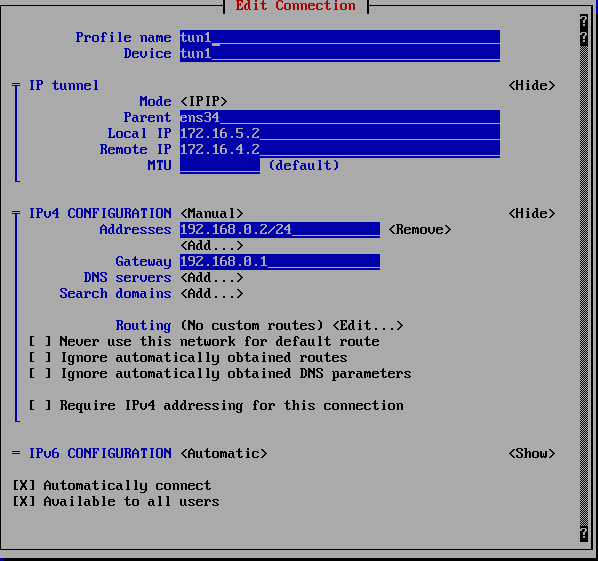 Edit Connection
Profile name tun1
Device tun1
IP tunnel <Hide>
Mode <IPIP>
Parent ens34
Local IP 172.16.5.2
Remote IP 172.16.4.2
MTU (default)
IPv4 CONFIGURATION <Manual> <Hide>
Addresses 192.168.0.2/24 <Remove>
<Add...>
Gateway 192.168.0.1
DNS servers <Add...>
Search domains <Add...>
Routing (No custom routes) <Edit...>
[ ] Never use this network for default route
[ ] Ignore automatically obtained routes
[ ] Ignore automatically obtained DNS parameters
[ ] Require IPv4 addressing for this connection
= IPv6 CONFIGURATION <Automatic> <Show>
[X] Automatically connect
[X] Available to all users